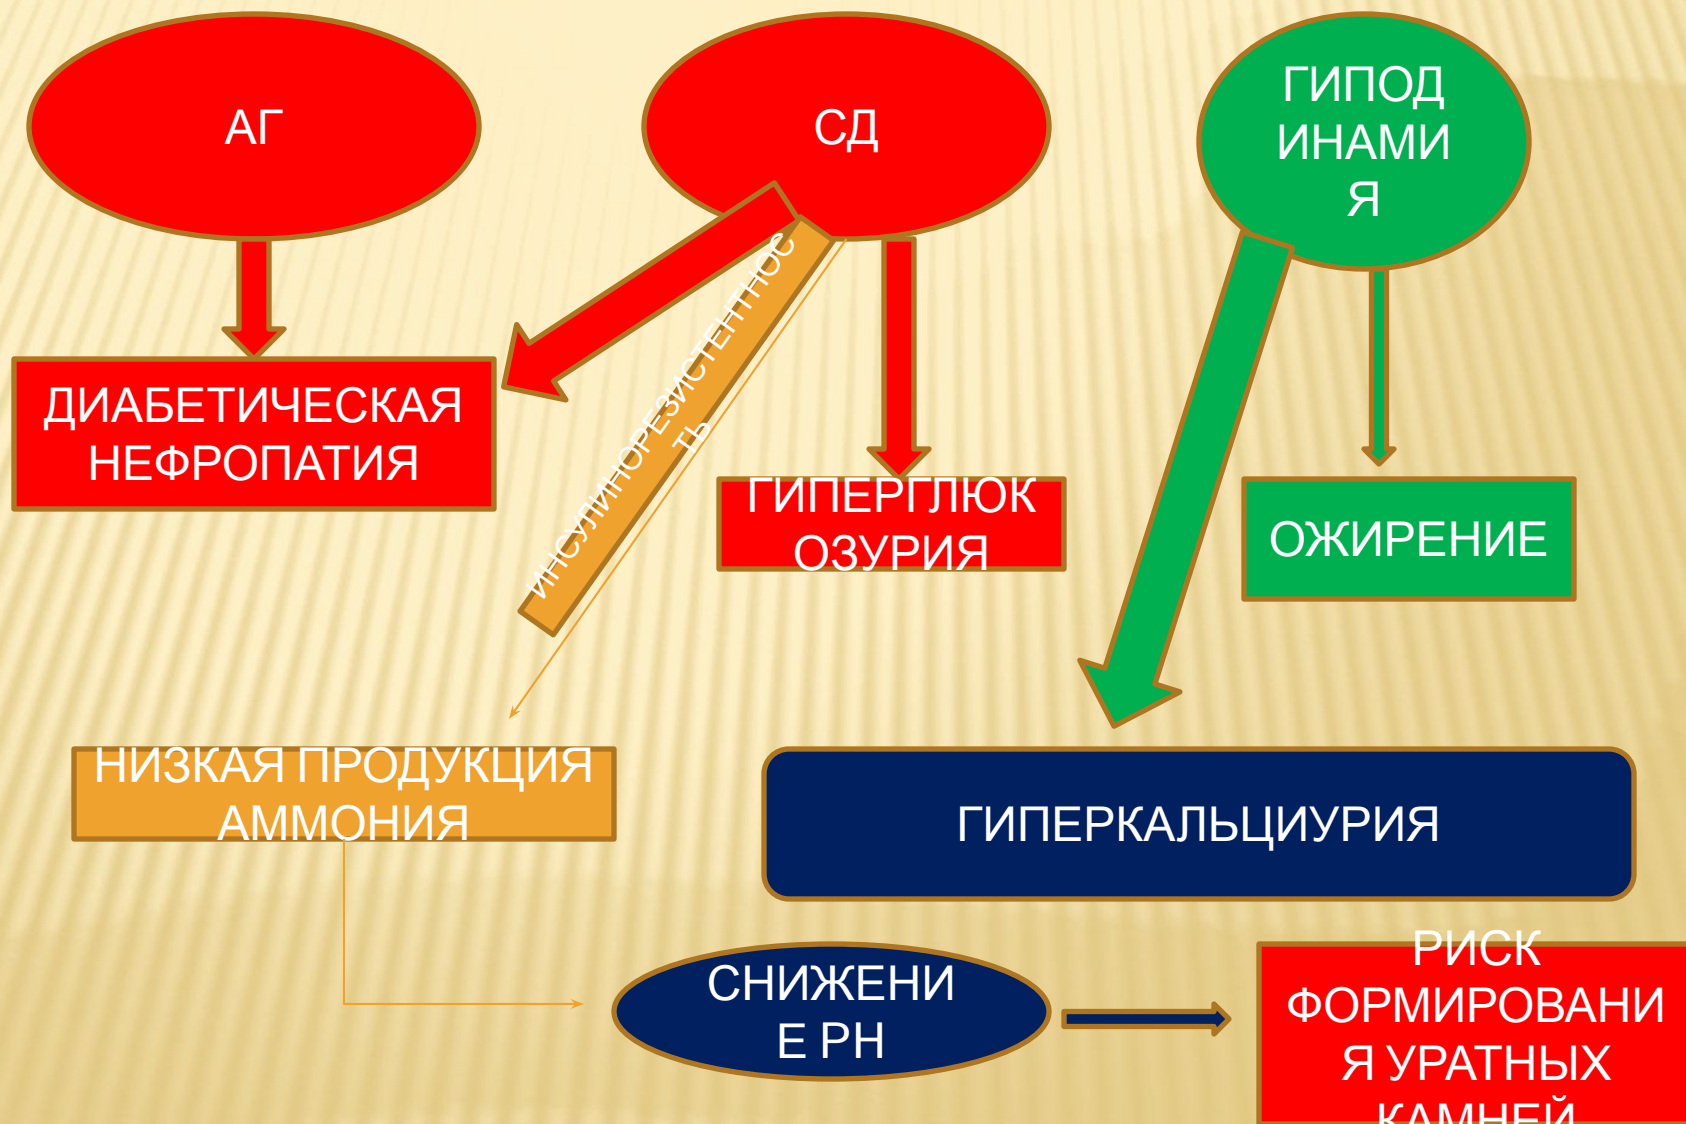 АГ
СД
ГИПОД
ИНАМИ
Я
ИНСУЛИНОРЕЗИСТЕНТНОС
ТЬ
ДИАБЕТИЧЕСКАЯ
НЕФРОПАТИЯ
ГИПЕРГЛЮК
ОЗУРИЯ
ОЖИРЕНИЕ
НИЗКАЯ ПРОДУКЦИЯ
АММОНИЯ
ГИПЕРКАЛЬЦИУРИЯ
СНИЖЕНИ
Е РН
РИСК
ФОРМИРОВАНИ
Я УРАТНЫХ
КАМНЕЙ